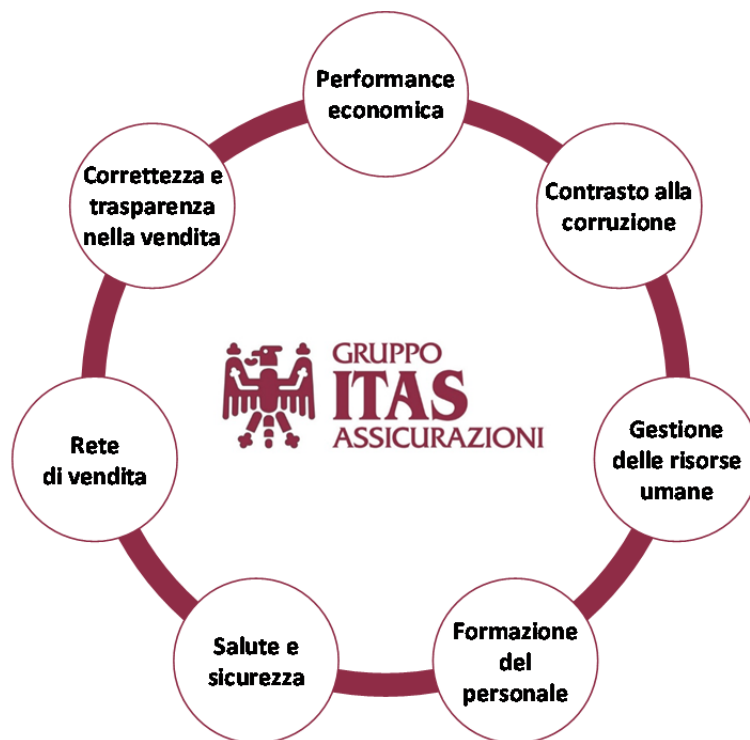 Performance
economica
Contrasto alla
corruzione
Gestione
delle risorse
umane
Formazione
del
personale
Salute e
sicurezza
Rete
di vendita
Correttezza e
trasparenza
nella vendita
GRUPPO
ITAS
ASSICURAZIONI